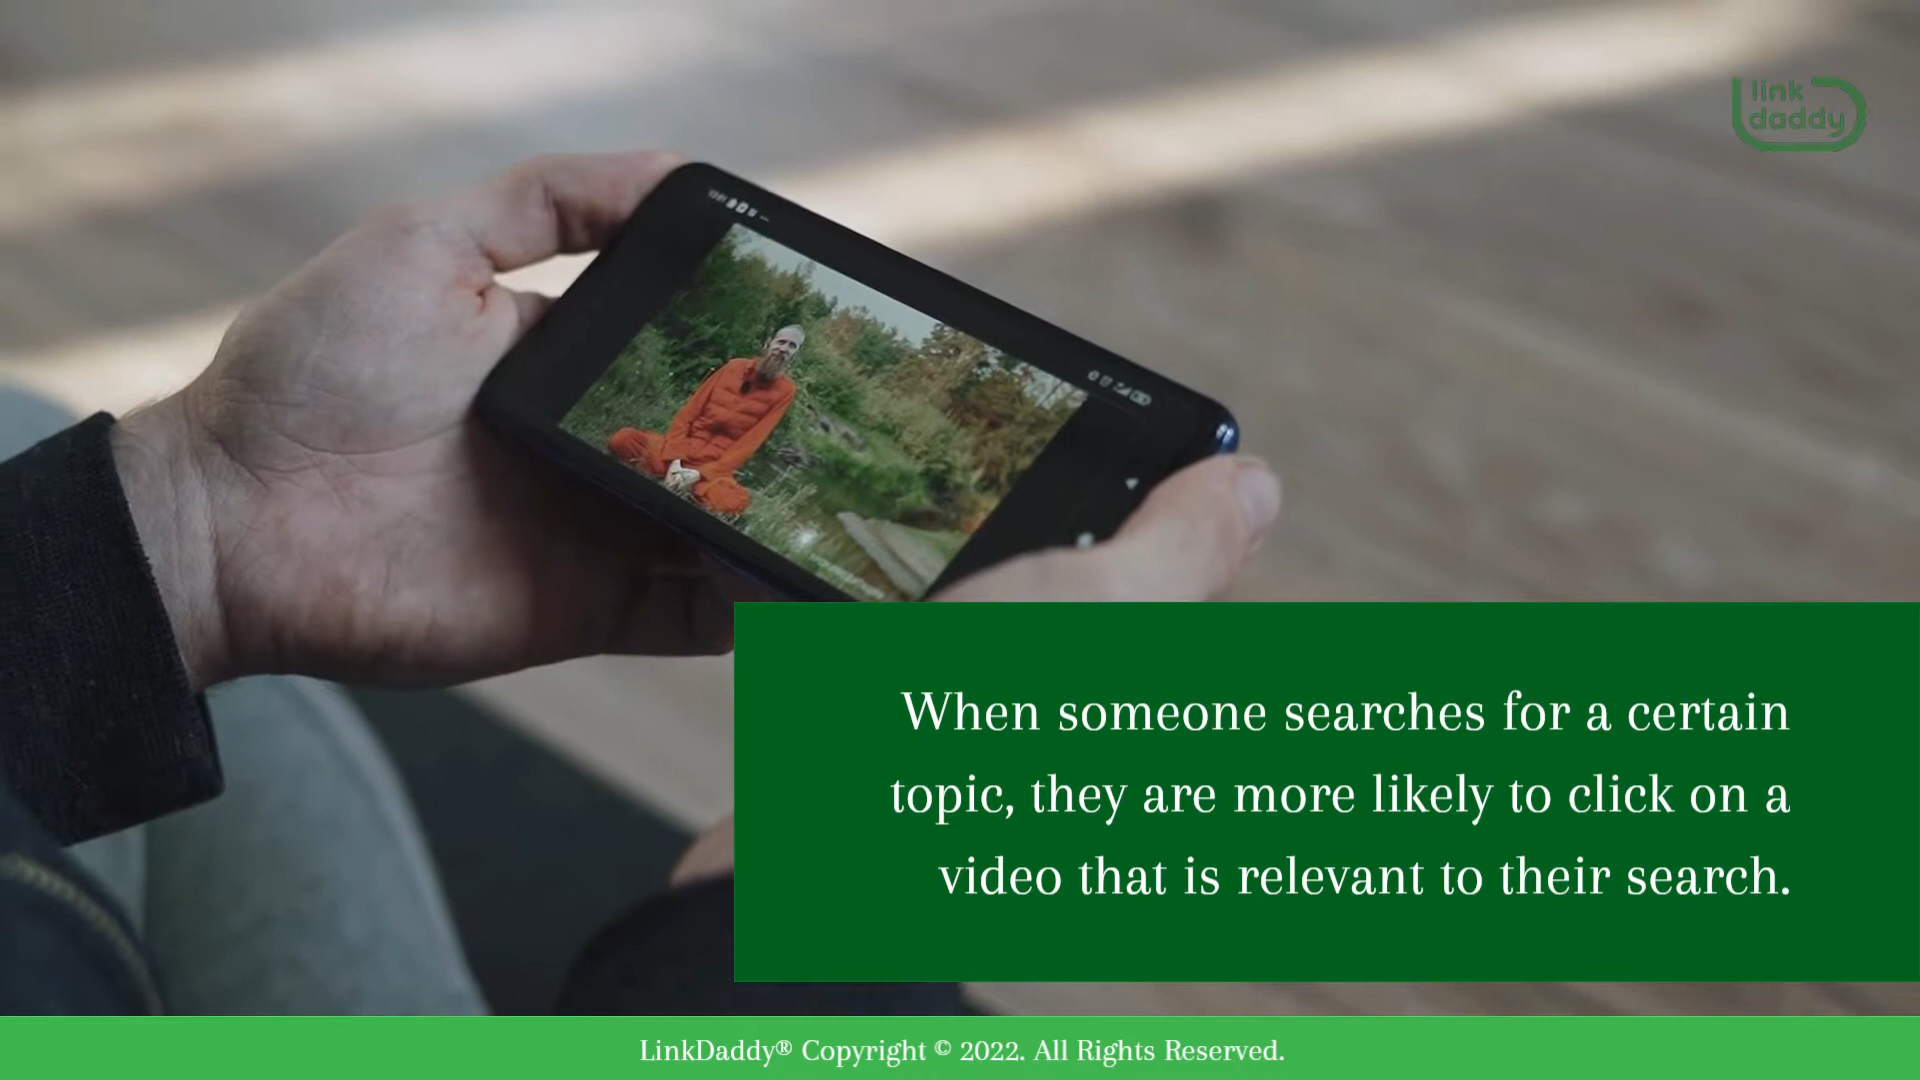 link
daddy
When someone searches for a certain
topic, they are more likely to click on a
video that is relevant to their search.
LinkDaddy® Copyright © 2022. All Rights Reserved.